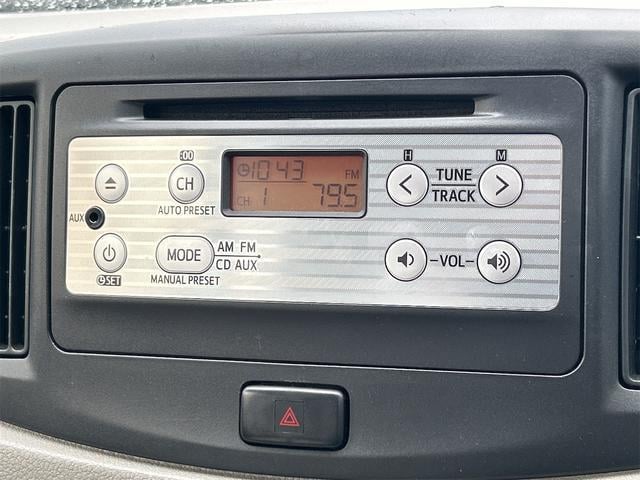 :00
H
M
10:43
FM
CH 1 79.5
CH
AUTO PRESET
TUNE
TRACK
AUX
SET
MODE
AM FM
CD AUX
MANUAL PRESET
-VOL-